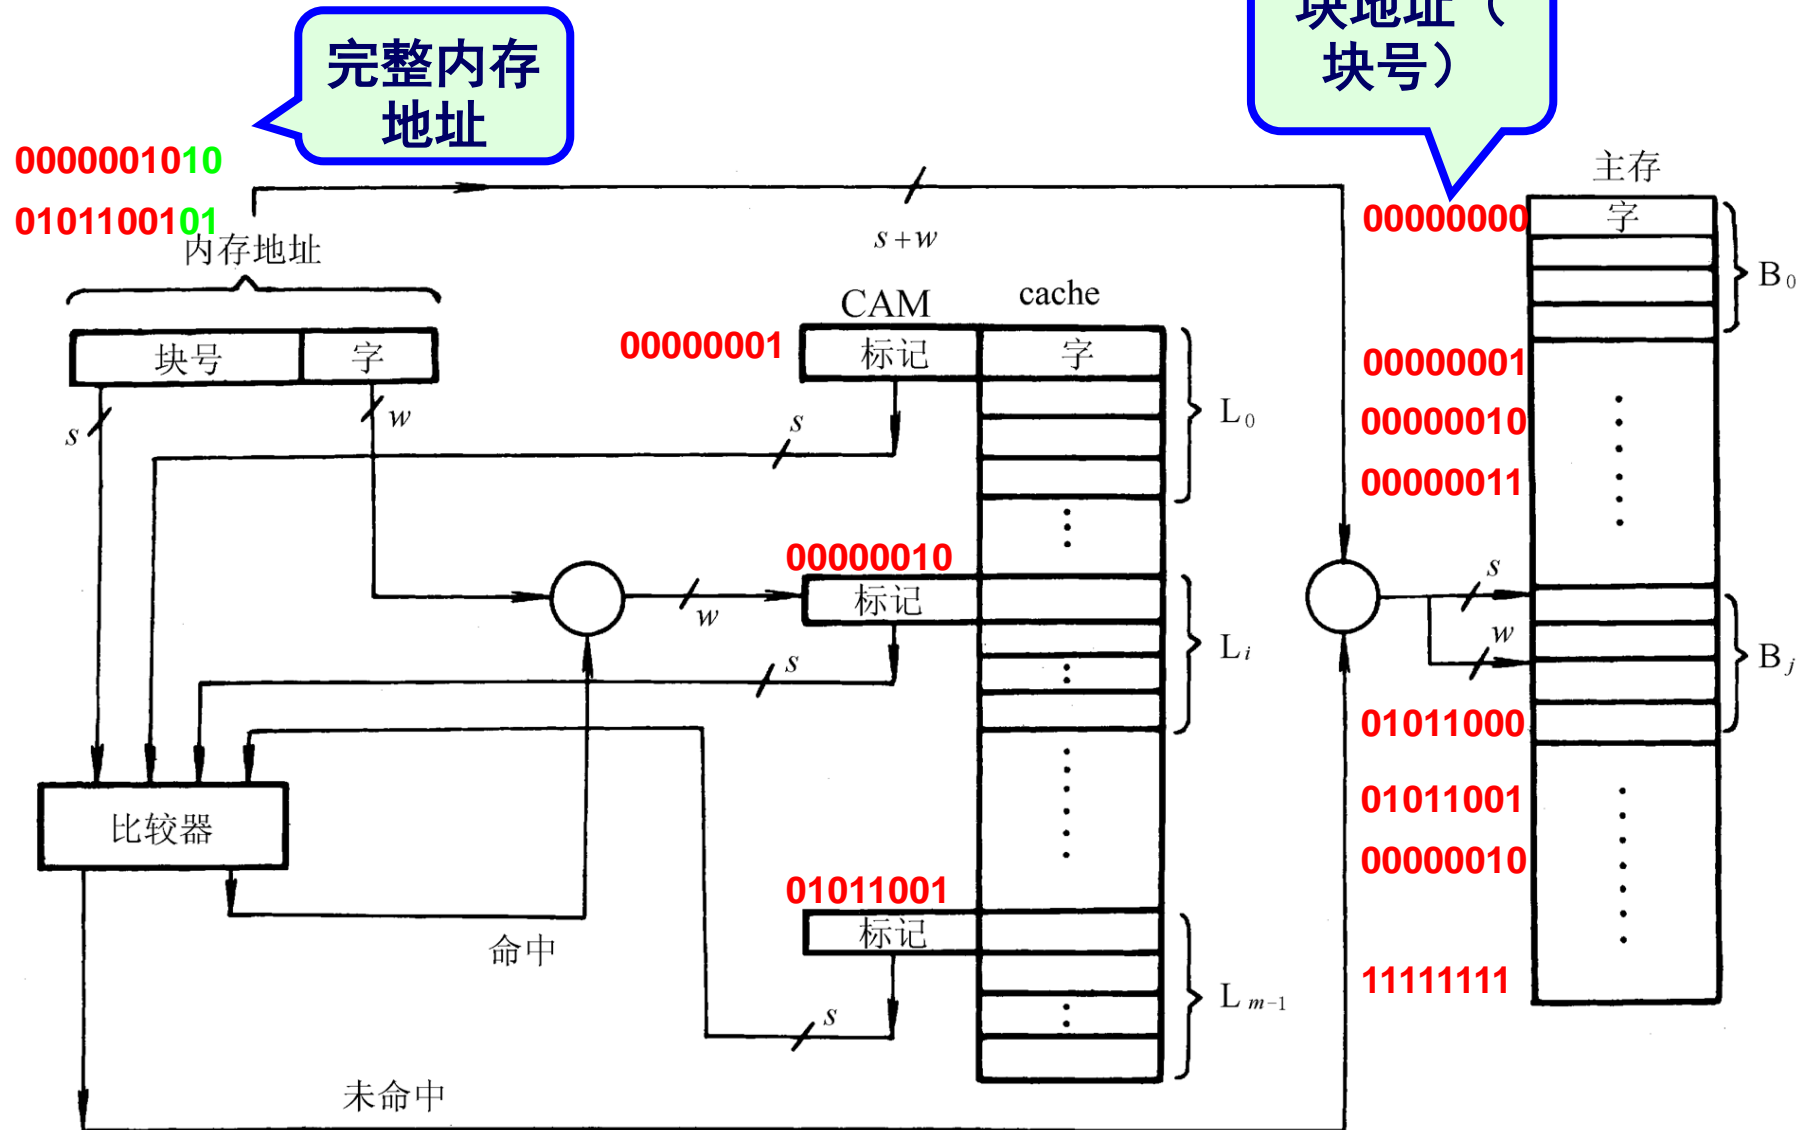 完整内存
地址
块地址（
块号）
0000001010
0101100101
内存地址
s+w
主存
00000000
字
B0
CAM
cache
00000001
块号
字
标记
字
L0
00000001
00000010
00000011
s
w
s
00000010
标记
w
Li
s
w
Bj
s
01011000
01011001
00000010
比较器
01011001
标记
命中
Lm-1
11111111
s
未命中